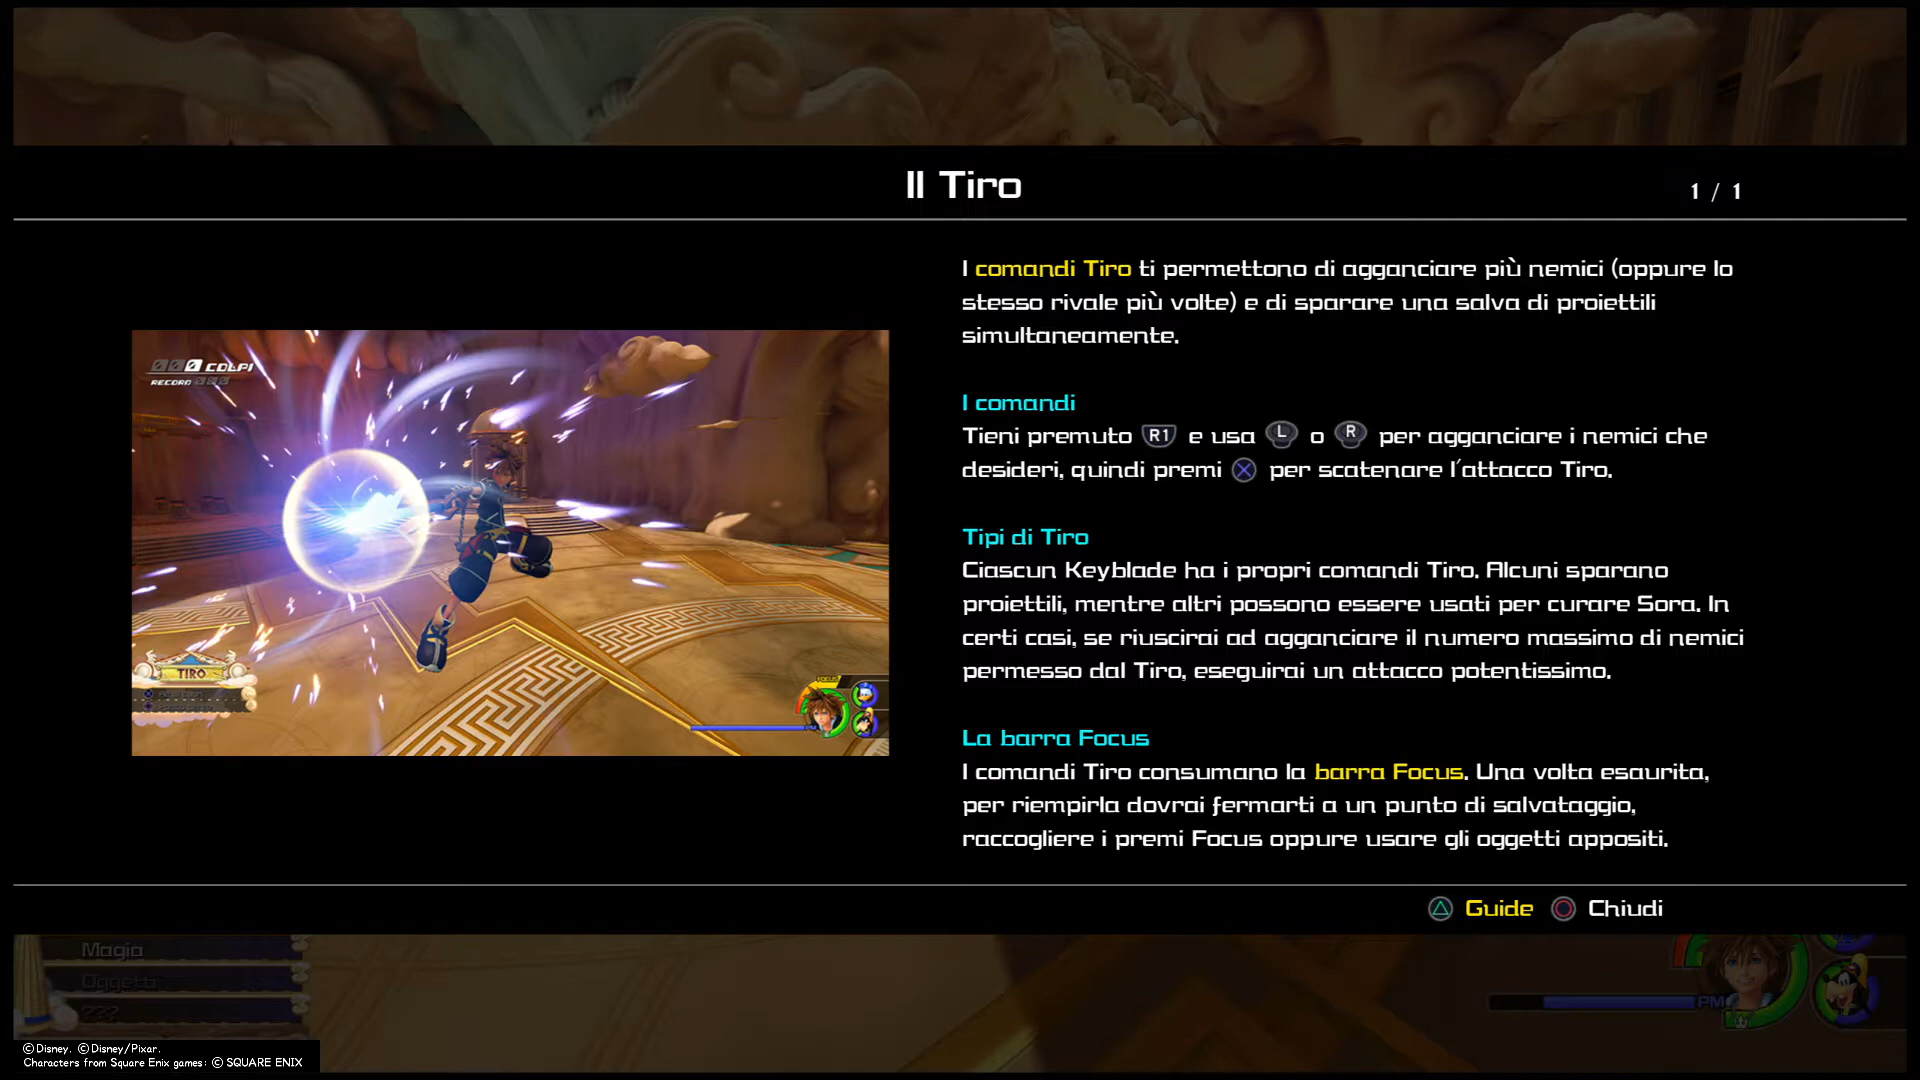 Il Tiro
1 / 1
I comandi Tiro ti permettono di agganciare più nemici (oppure lo
stesso rivale più volte) e di sparare una salva di proiettili
simultaneamente.
I comandi
Tieni premuto R1 e usa L o R per agganciare i nemici che
desideri, quindi premi per scatenare l'attacco Tiro.
Tipi di Tiro
Ciascun Keyblade ha i propri comandi Tiro. Alcuni sparano
proiettili, mentre altri possono essere usati per curare Sora. In
certi casi, se riuscirai ad agganciare il numero massimo di nemici
permesso dal Tiro, eseguirai un attacco potentissimo.
La barra Focus
I comandi Tiro consumano la barra Focus. Una volta esaurita,
per riempirla dovrai fermarti a un punto di salvataggio,
raccogliere i premi Focus oppure usare gli oggetti appositi.
000 COLPI
RECORD 000
TIRO
FOCUS
Guide Chiudi
Magia
Oggetti
???
PM
©Disney. ©Disney/Pixar.
Characters from Square Enix games: © SQUARE ENIX